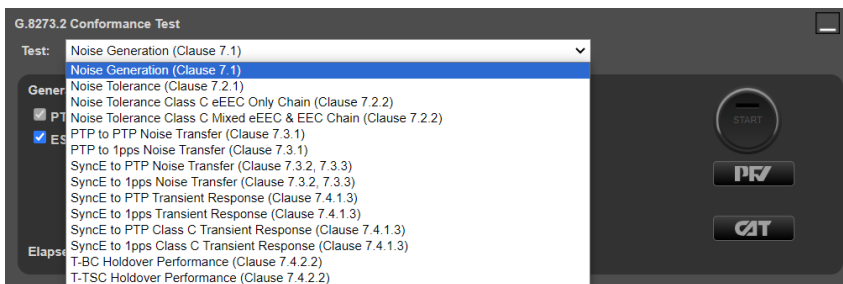 G.8273.2 Conformance Test
Test: Noise Generation (Clause 7.1)
Noise Generation (Clause 7.1)
Noise Tolerance (Clause 7.2.1)
Noise Tolerance Class C eEEC Only Chain (Clause 7.2.2)
Noise Tolerance Class C Mixed eEEC & EEC Chain (Clause 7.2.2)
PTP to PTP Noise Transfer (Clause 7.3.1)
PTP to 1pps Noise Transfer (Clause 7.3.1)
SyncE to PTP Noise Transfer (Clause 7.3.2, 7.3.3)
SyncE to 1pps Noise Transfer (Clause 7.3.2, 7.3.3)
SyncE to PTP Transient Response (Clause 7.4.1.3)
SyncE to 1pps Transient Response (Clause 7.4.1.3)
SyncE to PTP Class C Transient Response (Clause 7.4.1.3)
SyncE to 1pps Class C Transient Response (Clause 7.4.1.3)
T-BC Holdover Performance (Clause 7.4.2.2)
T-TSC Holdover Performance (Clause 7.4.2.2)
Gener
PT
ES
Elapse
START
PFV
CAT